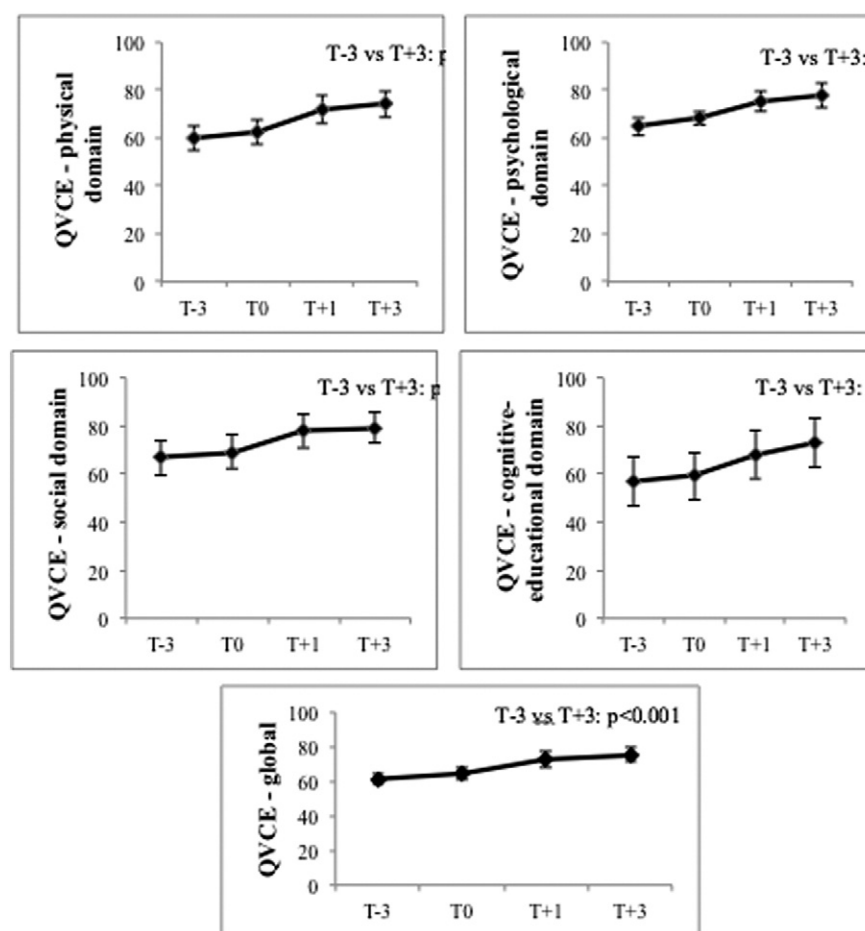 T-3 vs T+3: p
QVCE - physical
domain
100
80
60
40
20
0
T-3 T0 T+1 T+3
T-3 vs T+3:
QVCE - psychological
domain
100
80
60
40
20
0
T-3 T0 T+1 T+3
T-3 vs T+3: p
QVCE - social domain
100
80
60
40
20
0
T-3 T0 T+1 T+3
T-3 vs T+3:
QVCE - cognitive-
educational domain
100
80
60
40
20
0
T-3 T0 T+1 T+3
T-3 vs T+3: p<0.001
QVCE - global
100
80
60
40
20
0
T-3 T0 T+1 T+3